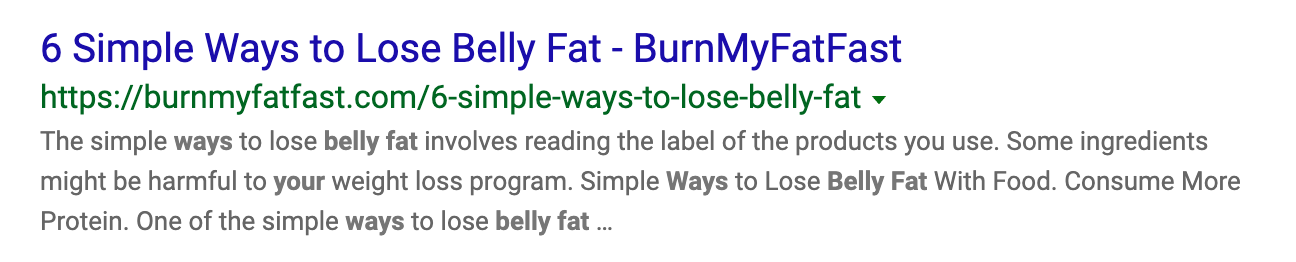 6 Simple Ways to Lose Belly Fat - BurnMyFatFast
https://burnmyfatfast.com/6-simple-ways-to-lose-belly-fat
The simple ways to lose belly fat involves reading the label of the products you use. Some ingredients
might be harmful to your weight loss program. Simple Ways to Lose Belly Fat With Food. Consume More
Protein. One of the simple ways to lose belly fat ...